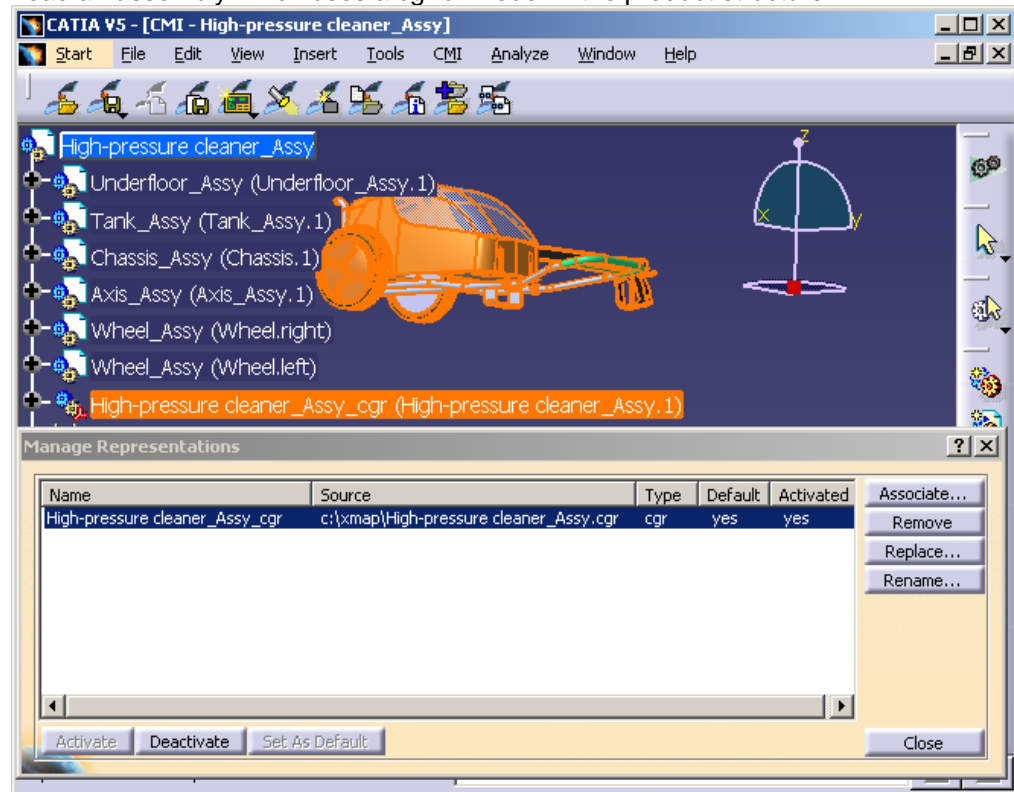 CATIA V5 - [CMI - High-pressure cleaner_Assy]
Start File Edit View Insert Tools CMI Analyze Window Help
High-pressure cleaner_Assy
Underfloor_Assy (Underfloor_Assy.1)
Tank_Assy (Tank_Assy.1)
Chassis_Assy (Chassis.1)
Axis_Assy (Axis_Assy.1)
Wheel_Assy (Wheel.right)
Wheel_Assy (Wheel.left)
High-pressure cleaner_Assy_cgr (High-pressure cleaner_Assy.1)
z
x y
Manage Representations
Name Source Type Default Activated
High-pressure cleaner_Assy_cgr c:\xmap\High-pressure cleaner_Assy.cgr cgr yes yes
Associate...
Remove
Replace...
Rename...
Activate Deactivate Set As Default Close